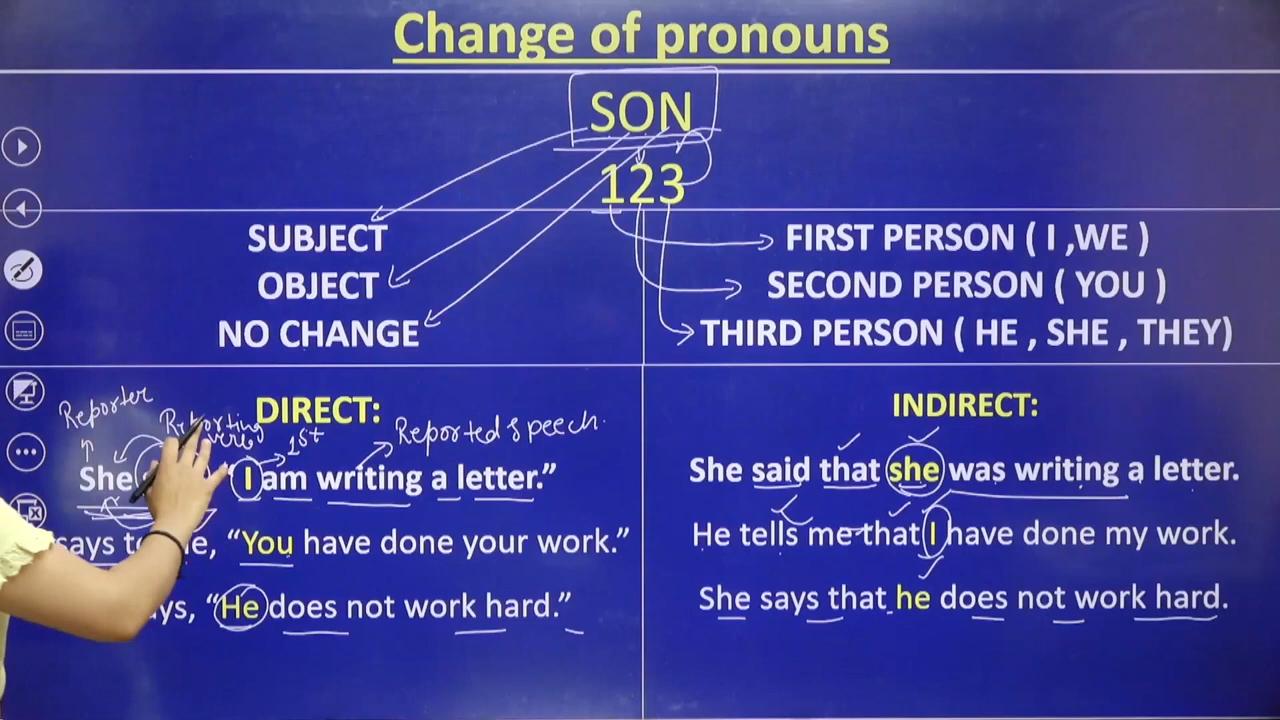 Change of pronouns
SON
123
SUBJECT
OBJECT
NO CHANGE
FIRST PERSON ( I ,WE )
SECOND PERSON ( YOU )
THIRD PERSON ( HE , SHE , THEY)
DIRECT:
Reporter
Reporting
verb
1st
Reported speech.
She “I am writing a letter.”
says “You have done your work.”
“He does not work hard.”
INDIRECT:
She said that she was writing a letter.
He tells me that I have done my work.
She says that he does not work hard.